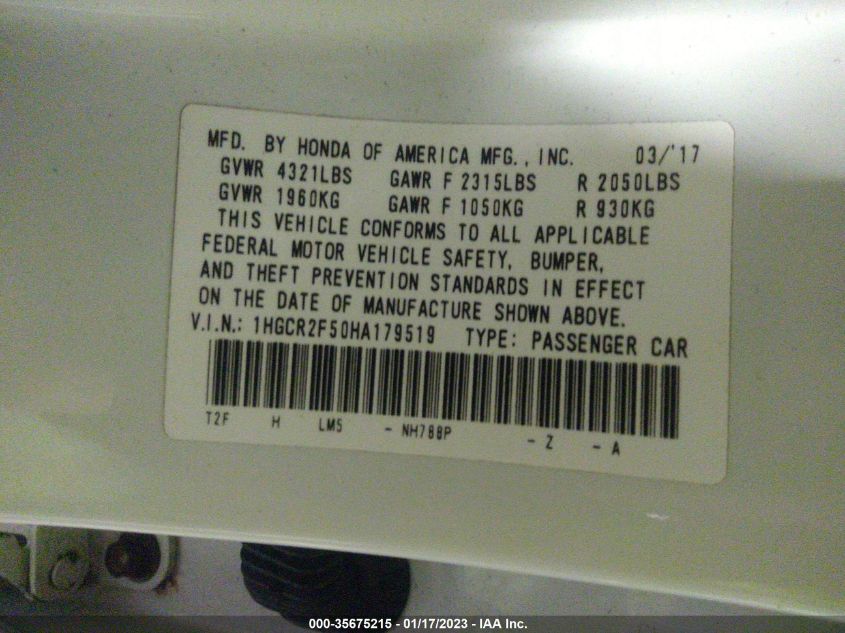 MFD. BY HONDA OF AMERICA MFG., INC. 03/'17
GVWR 4321LBS GAWR F 2315LBS R 2050LBS
GVWR 1960KG GAWR F 1050KG R 930KG
THIS VEHICLE CONFORMS TO ALL APPLICABLE
FEDERAL MOTOR VEHICLE SAFETY, BUMPER,
AND THEFT PREVENTION STANDARDS IN EFFECT
ON THE DATE OF MANUFACTURE SHOWN ABOVE.
V.I.N.: 1HGCR2F50HA179519 TYPE: PASSENGER CAR
T2F H LM5 - NH788P - Z - A
000-35675215 - 01/17/2023 - IAA Inc.